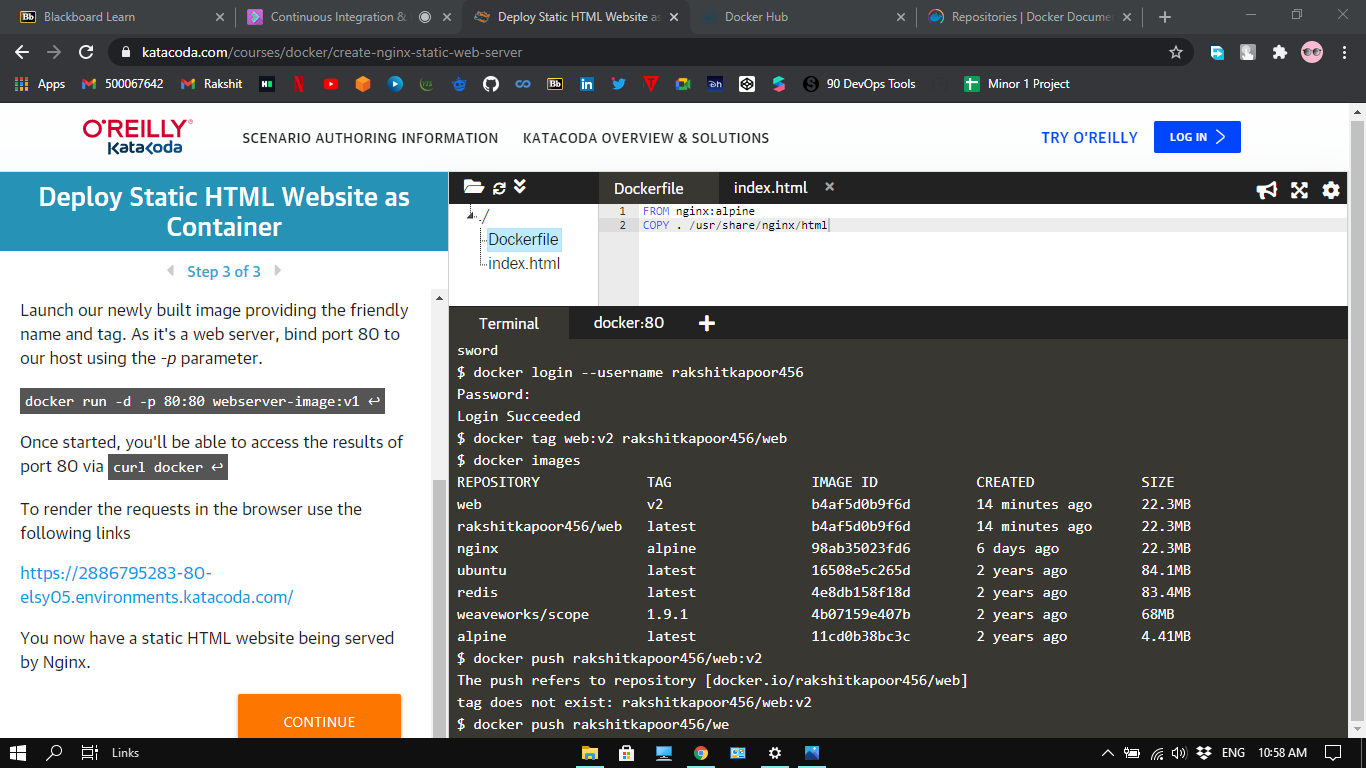 Blackboard Learn
Continuous Integration &
Deploy Static HTML Website as
Docker Hub
Repositories | Docker Docume
katacoda.com/courses/docker/create-nginx-static-web-server
Apps
500067642
Rakshit
90 DevOps Tools
Minor 1 Project
O'REILLY
Katacoda
SCENARIO AUTHORING INFORMATION
KATACODA OVERVIEW & SOLUTIONS
TRY O'REILLY
LOG IN
Deploy Static HTML Website as
Container
Step 3 of 3
Launch our newly built image providing the friendly
name and tag. As it's a web server, bind port 80 to
our host using the -p parameter.
docker run -d -p 80:80 webserver-image:v1 ↩
Once started, you'll be able to access the results of
port 80 via curl docker ↩
To render the requests in the browser use the
following links
https://2886795283-80-
elsy05.environments.katacoda.com/
You now have a static HTML website being served
by Nginx.
CONTINUE
./
Dockerfile
index.html
Dockerfile
index.html
1 FROM nginx:alpine
2 COPY . /usr/share/nginx/html
Terminal
docker:80
sword
$ docker login --username rakshitkapoor456
Password:
Login Succeeded
$ docker tag web:v2 rakshitkapoor456/web
$ docker images
REPOSITORY TAG IMAGE ID CREATED SIZE
web v2 b4af5d0b9f6d 14 minutes ago 22.3MB
rakshitkapoor456/web latest b4af5d0b9f6d 14 minutes ago 22.3MB
nginx alpine 98ab35023fd6 6 days ago 22.3MB
ubuntu latest 16508e5c265d 2 years ago 84.1MB
redis latest 4e8db158f18d 2 years ago 83.4MB
weaveworks/scope 1.9.1 4b07159e407b 2 years ago 68MB
alpine latest 11cd0b38bc3c 2 years ago 4.41MB
$ docker push rakshitkapoor456/web:v2
The push refers to repository [docker.io/rakshitkapoor456/web]
tag does not exist: rakshitkapoor456/web:v2
$ docker push rakshitkapoor456/we
Links
ENG
10:58 AM